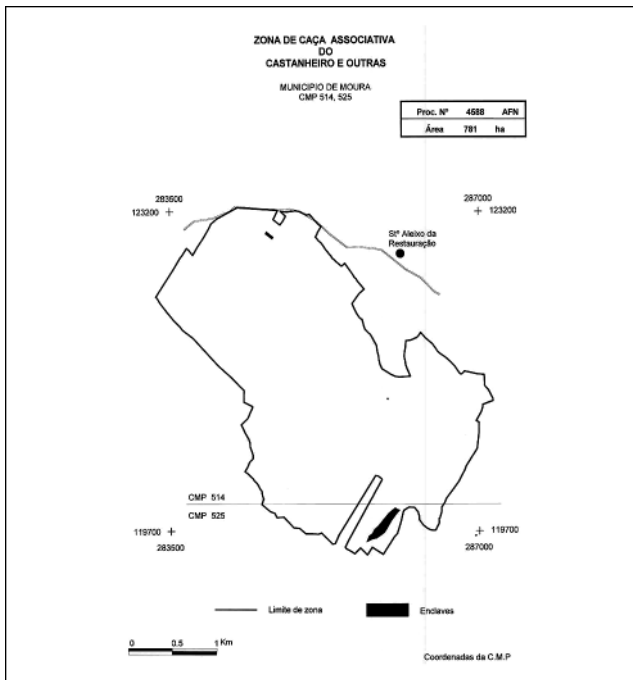 ZONA DE CAÇA ASSOCIATIVA
DO
CASTANHEIRO E OUTRAS
MUNICIPIO DE MOURA
CMP 514, 525
Proc. Nº 4588 AFN
Área 781 ha
283500
123200
287000
123200
Stº Aleixo da
Restauração
CMP 514
CMP 525
119700
283500
119700
287000
Limite de zona
Enclaves
0 0.5 1 Km
Coordenadas da C.M.P